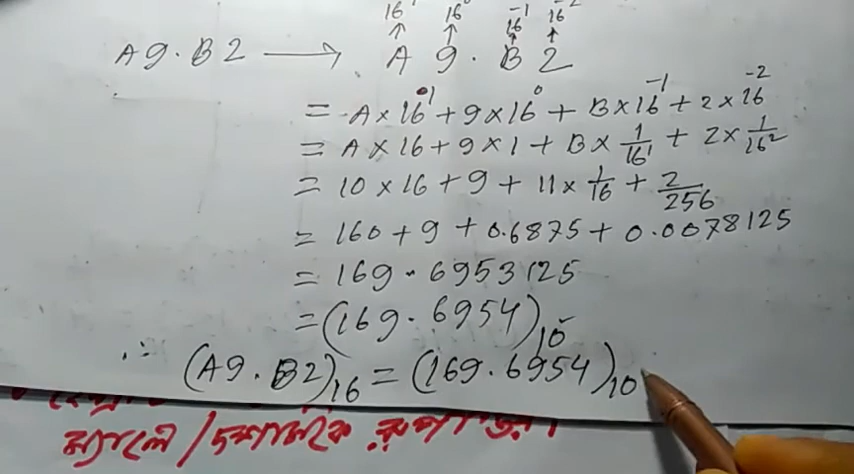 16¹ 16⁰ 16⁻¹ 16⁻²
A9.B2 → A 9 . B 2
= A×16¹+9×16⁰+B×16⁻¹+2×16⁻²
= A×16+9×1+B×1/16¹+2×1/16²
= 10×16+9+11×1/16+2/256
= 160+9+0.6875+0.0078125
= 169.6953125
=(169.6954)₁₀
∴ (A9.B2)₁₆=(169.6954)₁₀